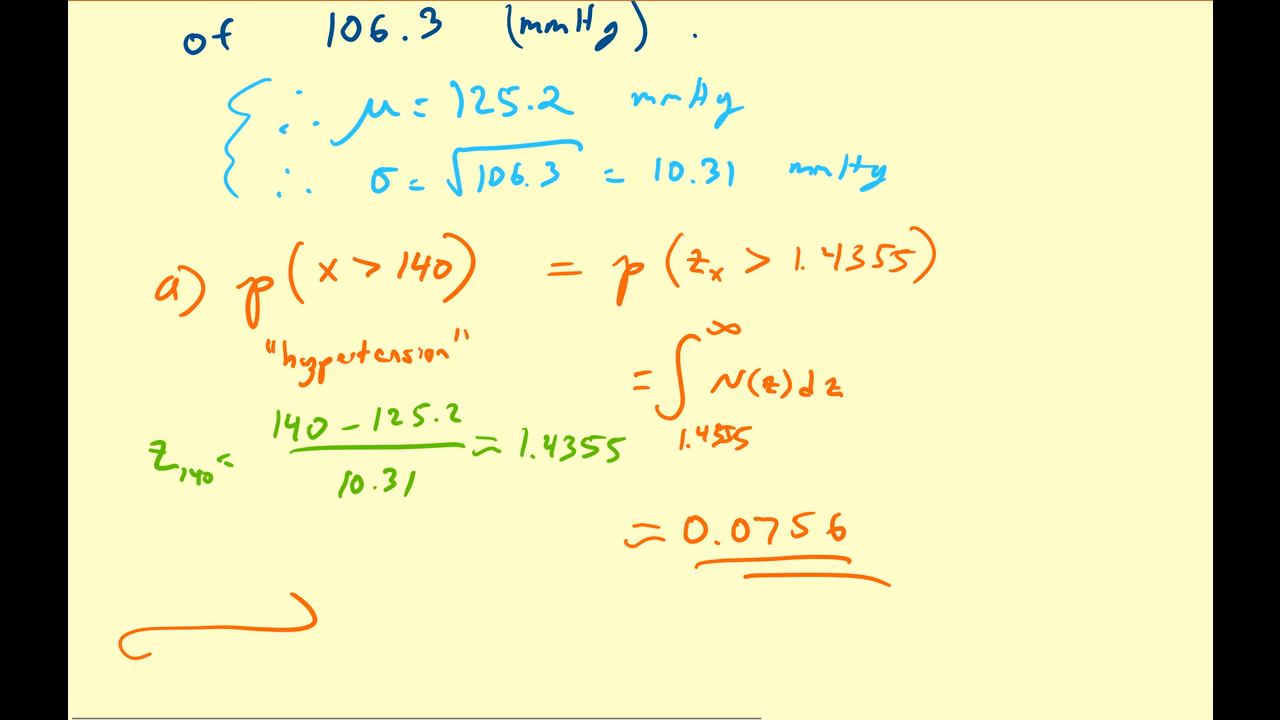 of 106.3 (mmHg).
∴ μ = 125.2 mmHg
∴ σ = √106.3 = 10.31 mmHg
a) p(x > 140) = p(zₓ > 1.4355)
"hypertension"
= ∫_{1.4355}^{∞} N(z)dz
z₁₄₀ = (140 - 125.2)/10.31 = 1.4355
≈ 0.0756